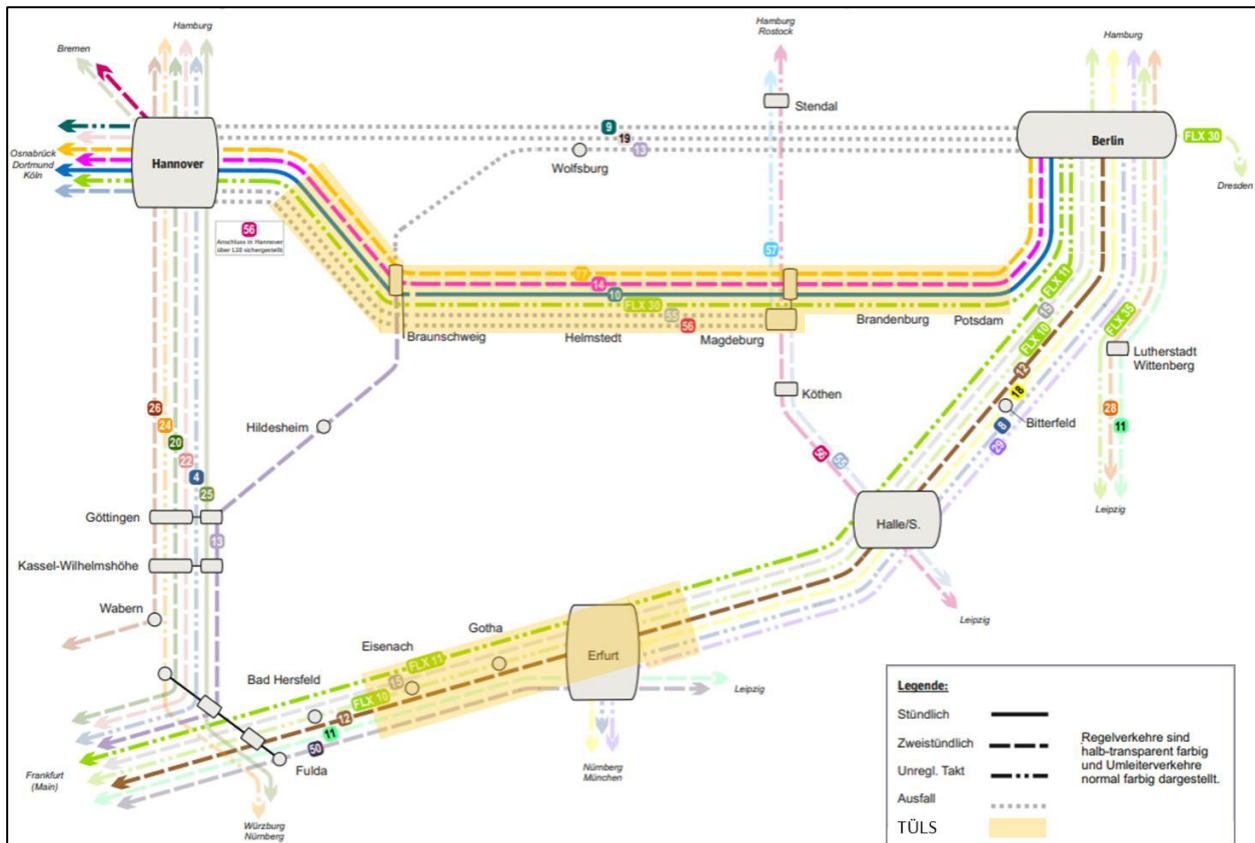 Hamburg
Bremen
Hamburg
Rostock
Hamburg
Stendal
9
19
13
Hannover
Berlin
FLX 30
Osnabrück
Dortmund
Köln
Wolfsburg
Dresden
56
Anschluss in Hannover
über L10 sichergestellt
57
77
14
10
FLX 30
55
56
FLX 11
15
FLX 10
FLX 35
Braunschweig
Helmstedt
Magdeburg
Brandenburg
Potsdam
Lutherstadt
Wittenberg
12
18
Köthen
26
24
20
22
4
25
28
11
Bitterfeld
8
29
Hildesheim
56
55
Leipzig
Göttingen
Halle/S.
13
Kassel-Wilhelmshöhe
Wabern
Leipzig
Gotha
Eisenach
Erfurt
FLX 11
Bad Hersfeld
15
FLX 10
12
11
50
Leipzig
Fulda
Frankfurt
(Main)
Nürnberg
München
Würzburg
Nürnberg
Legende:
Stündlich
Zweistündlich
Unregl. Takt
Ausfall
TÜLS
Regelverkehre sind
halb-transparent farbig
und Umleiterverkehre
normal farbig dargestellt.